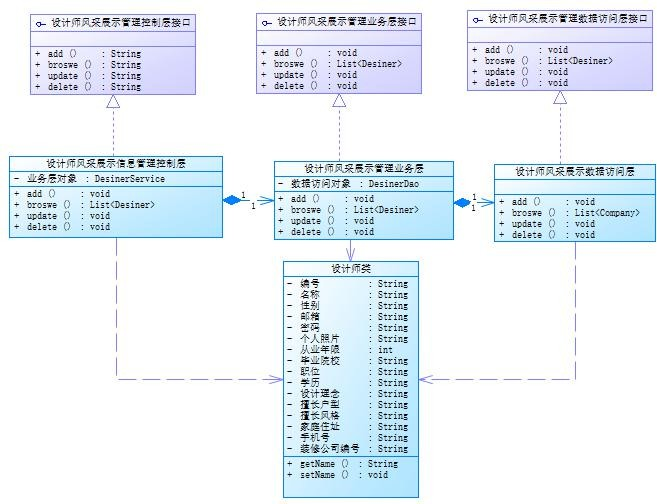 设计师风采展示管理控制层接口
+ add () : String
+ broswe () : String
+ update () : String
+ delete () : String
设计师风采展示管理业务层接口
+ add () : void
+ broswe () : List<Desiner>
+ update () : void
+ delete () : void
设计师风采展示管理数据访问层接口
+ add () : void
+ broswe () : List<Desiner>
+ update () : void
+ delete () : void
设计师风采展示信息管理控制层
- 业务层对象 : DesinerService
+ add () : void
+ broswe () : List<Desiner>
+ update () : void
+ delete () : void
1
1
设计师风采展示管理业务层
- 数据访问对象 : DesinerDao
+ add () : void
+ broswe () : List<Desiner>
+ update () : void
+ delete () : void
1
1
设计师风采展示数据访问层
+ add () : void
+ broswe () : List<Company>
+ update () : void
+ delete () : void
设计师类
- 编号 : String
- 名称 : String
- 性别 : String
- 邮箱 : String
- 密码 : String
- 个人照片 : String
- 从业年限 : int
- 毕业院校 : String
- 职位 : String
- 学历 : String
- 设计理念 : String
- 擅长户型 : String
- 擅长风格 : String
- 家庭住址 : String
- 手机号 : String
- 装修公司编号 : String
+ getName () : String
+ setName () : void